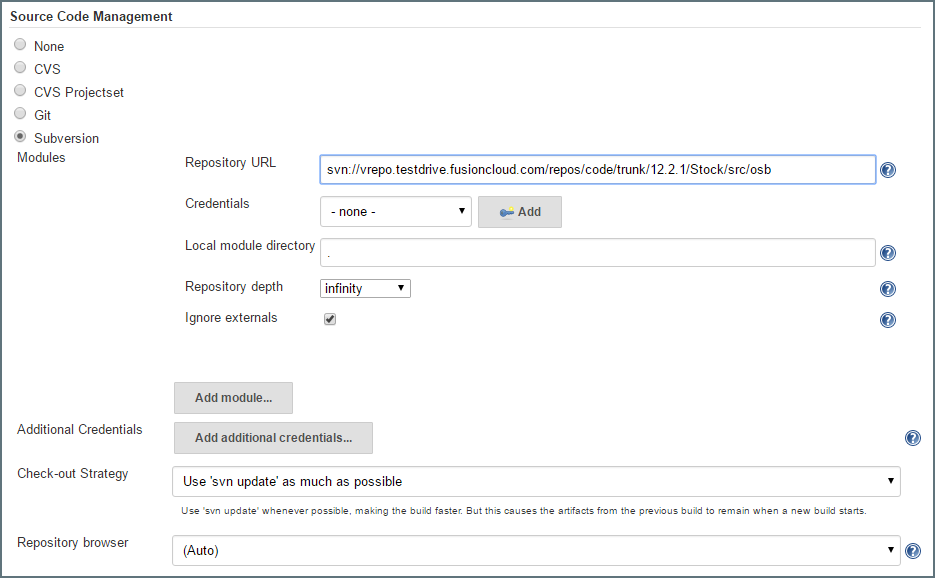 Source Code Management
None
CVS
CVS Projectset
Git
Subversion
Modules
Repository URL
svn://vrepo.testdrive.fusioncloud.com/repos/code/trunk/12.2.1/Stock/src/osb
?
Credentials
- none -
Add
Local module directory
.
?
Repository depth
infinity
?
Ignore externals
?
Add module...
Additional Credentials
Add additional credentials...
?
Check-out Strategy
Use 'svn update' as much as possible
Use 'svn update' whenever possible, making the build faster. But this causes the artifacts from the previous build to remain when a new build starts.
Repository browser
(Auto)
?